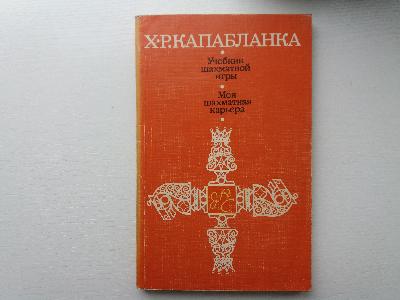 Х·Р.КАПАБЛАНКА
Учебник
шахматной
игры
Моя
шахматная
карьера